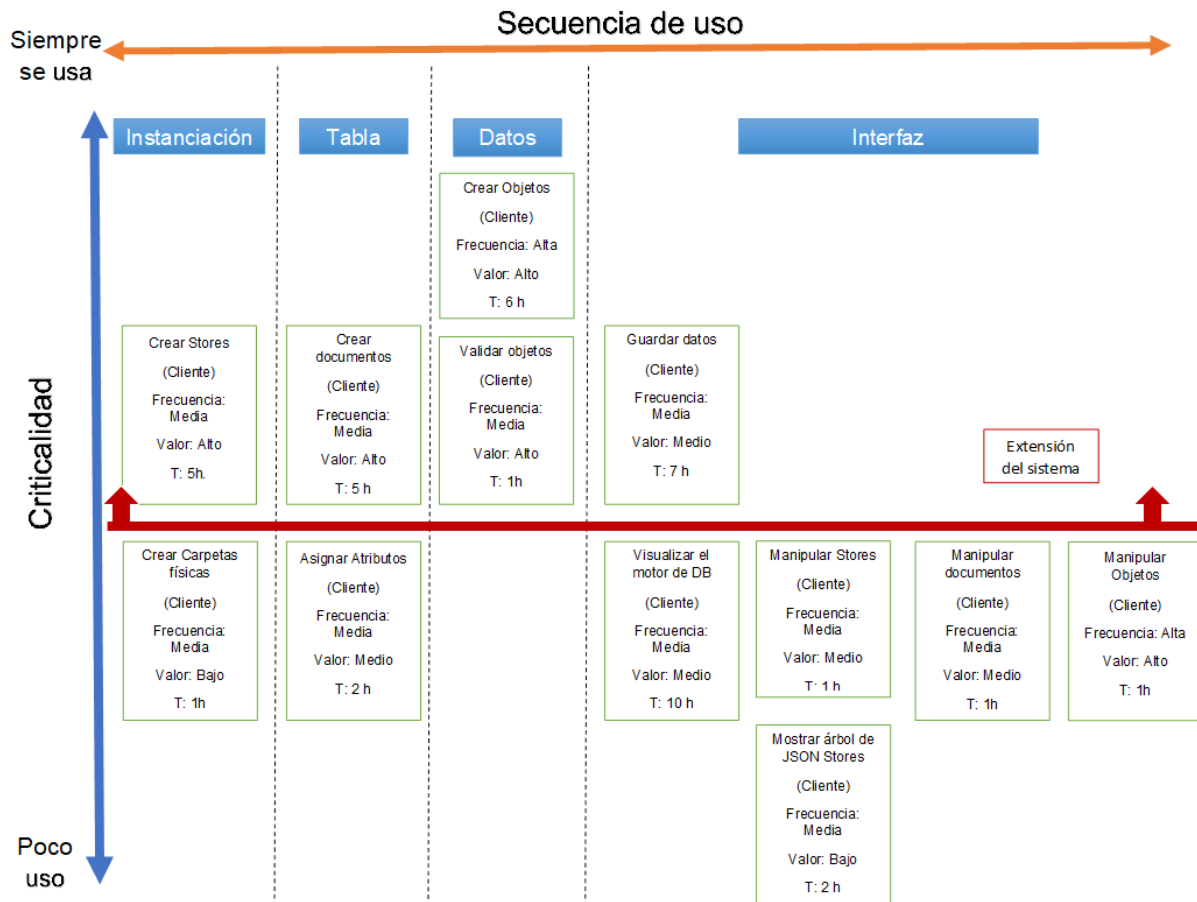 Secuencia de uso
Siempre
se usa
Instanciación
Tabla
Datos
Interfaz
Crear Objetos
(Cliente)
Frecuencia: Alta
Valor: Alto
T: 6 h
Criticalidad
Crear Stores
(Cliente)
Frecuencia:
Media
Valor: Alto
T: 5h.
Crear
documentos
(Cliente)
Frecuencia:
Media
Valor: Alto
T: 5 h
Validar objetos
(Cliente)
Frecuencia:
Media
Valor: Alto
T: 1h
Guardar datos
(Cliente)
Frecuencia:
Media
Valor: Medio
T: 7 h
Extensión
del sistema
Crear Carpetas
físicas
(Cliente)
Frecuencia:
Media
Valor: Bajo
T: 1h
Asignar Atributos
(Cliente)
Frecuencia:
Media
Valor: Medio
T: 2 h
Visualizar el
motor de DB
(Cliente)
Frecuencia:
Media
Valor: Medio
T: 10 h
Manipular Stores
(Cliente)
Frecuencia:
Media
Valor: Medio
T: 1 h
Manipular
documentos
(Cliente)
Frecuencia:
Media
Valor: Medio
T: 1h
Manipular
Objetos
(Cliente)
Frecuencia: Alta
Valor: Alto
T: 1h
Mostrar árbol de
JSON Stores
(Cliente)
Frecuencia:
Media
Valor: Bajo
T: 2 h
Poco
uso